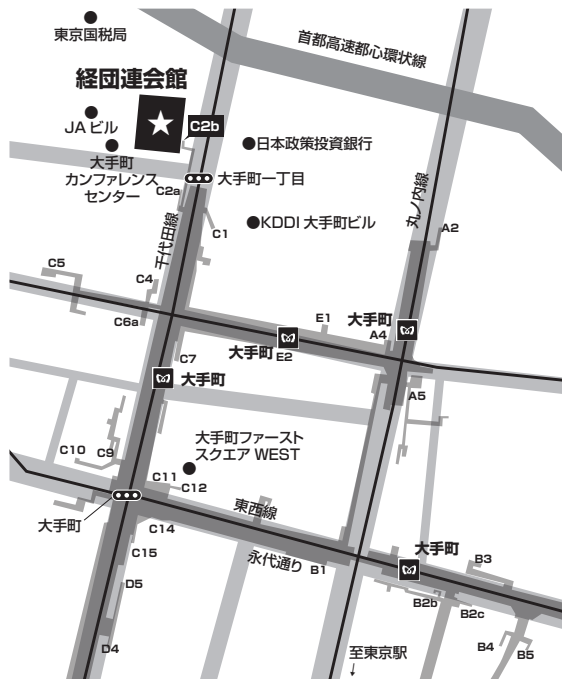 東京国税局
首都高速都心環状線
経団連会館
JAビル
C2b
日本政策投資銀行
大手町
カンファレンス
センター
C2a
大手町一丁目
丸ノ内線
KDDI 大手町ビル
A2
千代田線
C1
C5
C4
C6a
E1
大手町
A4
大手町
E2
C7
大手町
A5
大手町ファースト
スクエア WEST
C10
C9
C11
C12
大手町
東西線
C14
永代通り
大手町
C15
B1
B3
D5
B2b
B2c
B4
B5
D4
至東京駅
↓